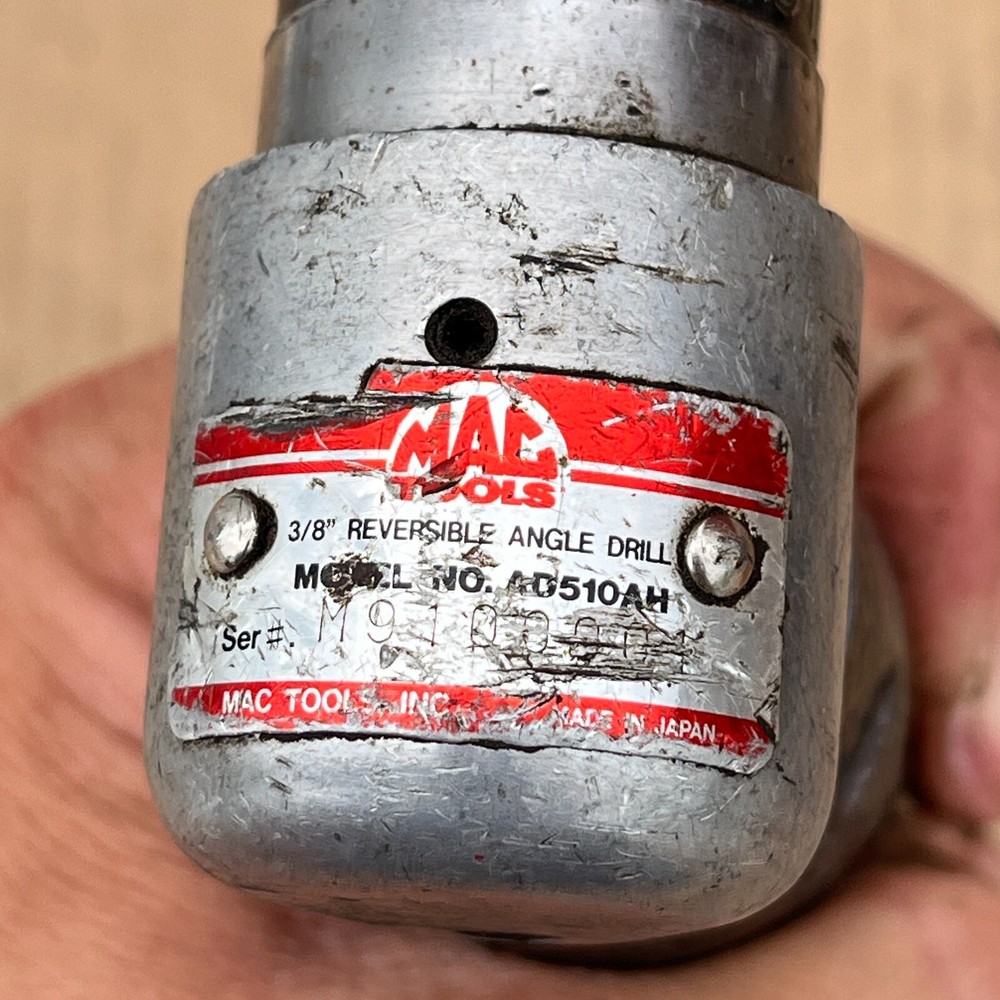 MAC
TOOLS
3/8" REVERSIBLE ANGLE DRILL
MODEL NO. AD510AH
Ser #.
MAC TOOLS, INC.
MADE IN JAPAN